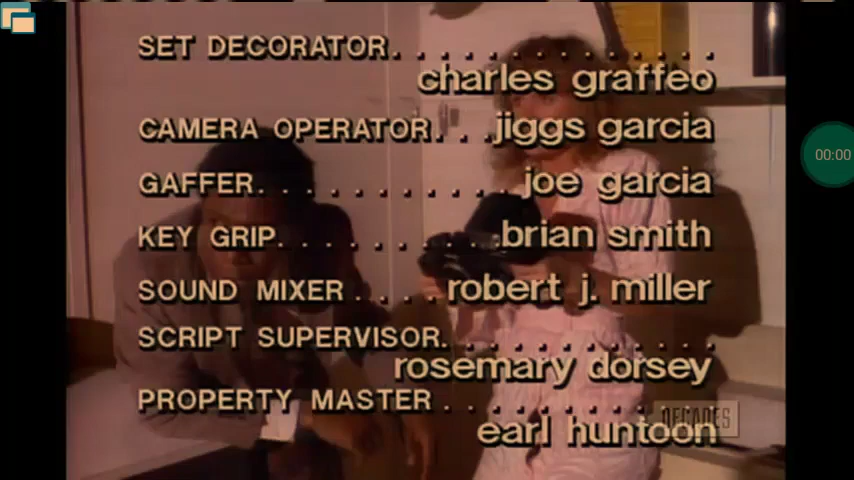 SET DECORATOR. . . . . . . . . . . . . .
charles graffeo
CAMERA OPERATOR. . .jiggs garcia
GAFFER. . . . . . . . . . .joe garcia
KEY GRIP. . . . . . . . . .brian smith
SOUND MIXER . . . . robert j. miller
SCRIPT SUPERVISOR. . . . . . . . . . . .
rosemary dorsey
PROPERTY MASTER . . . . . . . . .
DECADES
earl huntoon
00:00